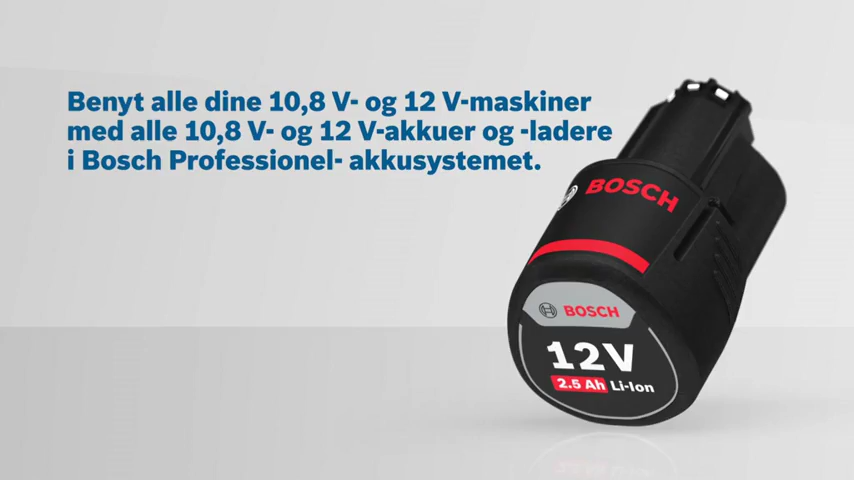 Benyt alle dine 10,8 V- og 12 V-maskiner
med alle 10,8 V- og 12 V-akkuer og -ladere
i Bosch Professionel- akkusystemet.
BOSCH
BOSCH
12V
2.5 Ah Li-Ion